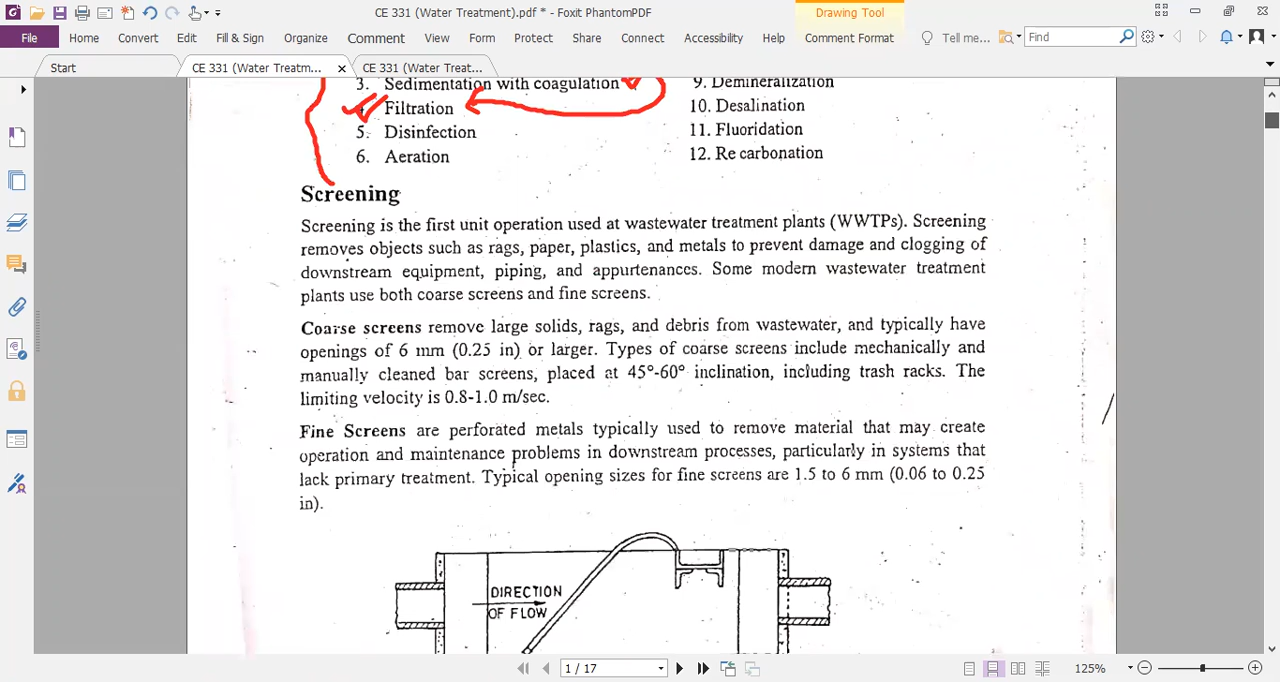 CE 331 (Water Treatment).pdf * - Foxit PhantomPDF
Drawing Tool
File Home Convert Edit Fill & Sign Organize Comment View Form Protect Share Connect Accessibility Help Comment Format Tell me... Find
Start CE 331 (Water Treatm... CE 331 (Water Treat...
3. Sedimentation with coagulation
9. Demineralization
Filtration
10. Desalination
5. Disinfection
11. Fluoridation
6. Aeration
12. Re carbonation
Screening
Screening is the first unit operation used at wastewater treatment plants (WWTPs). Screening
removes objects such as rags, paper, plastics, and metals to prevent damage and clogging of
downstream equipment, piping, and appurtenances. Some modern wastewater treatment
plants use both coarse screens and fine screens.
Coarse screens remove large solids, rags, and debris from wastewater, and typically have
openings of 6 mm (0.25 in) or larger. Types of coarse screens include mechanically and
manually cleaned bar screens, placed at 45°-60° inclination, including trash racks. The
limiting velocity is 0.8-1.0 m/sec.
Fine Screens are perforated metals typically used to remove material that may create
operation and maintenance problems in downstream processes, particularly in systems that
lack primary treatment. Typical opening sizes for fine screens are 1.5 to 6 mm (0.06 to 0.25
in).
DIRECTION
OF FLOW
1 / 17
125%